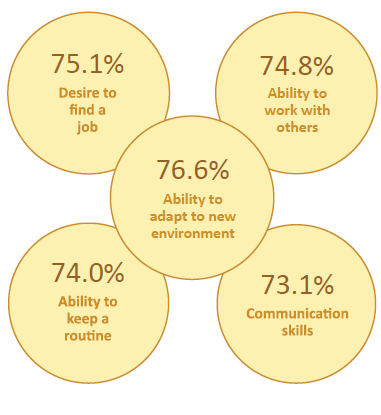 75.1%
Desire to
find a
job
74.8%
Ability to
work with
others
76.6%
Ability to
adapt to new
environment
74.0%
Ability to
keep a
routine
73.1%
Communication
skills